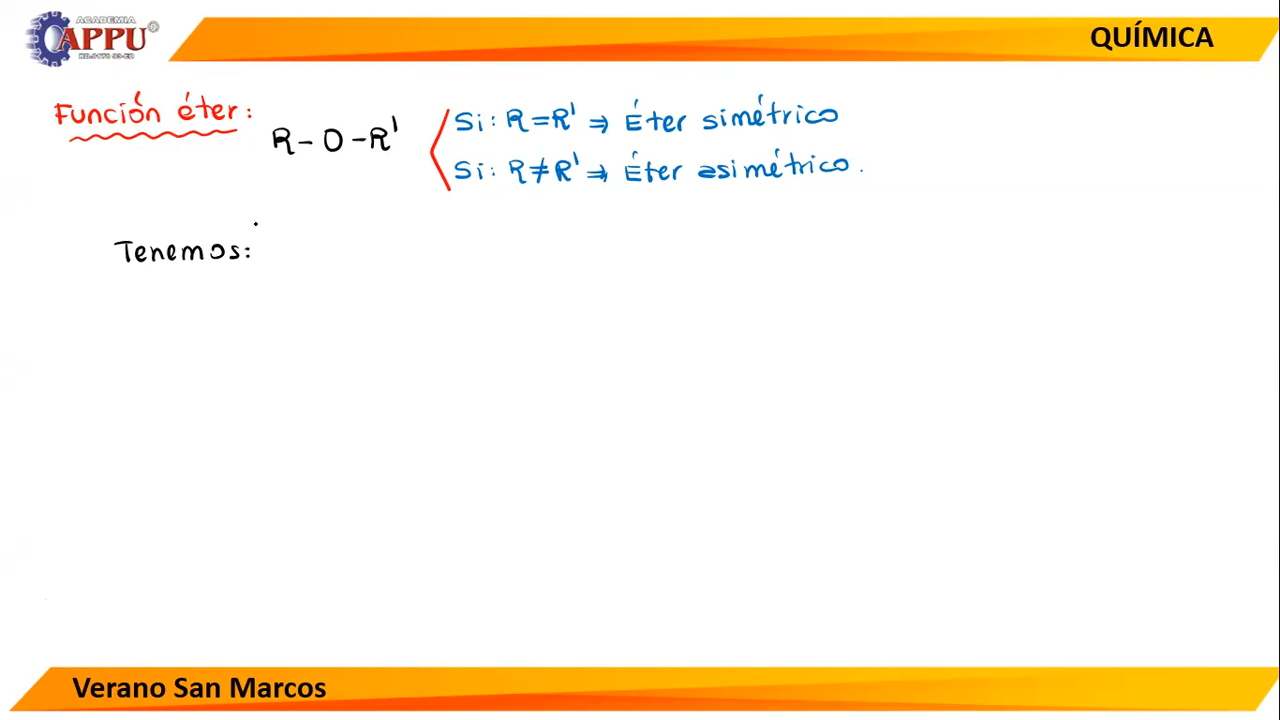 ACADEMIA
APPU®
QUÍMICA
Función éter:
R-O-R'
Si: R=R' ⇒ Éter simétrico
Si: R≠R' ⇒ Éter asimétrico.
Tenemos:
Verano San Marcos